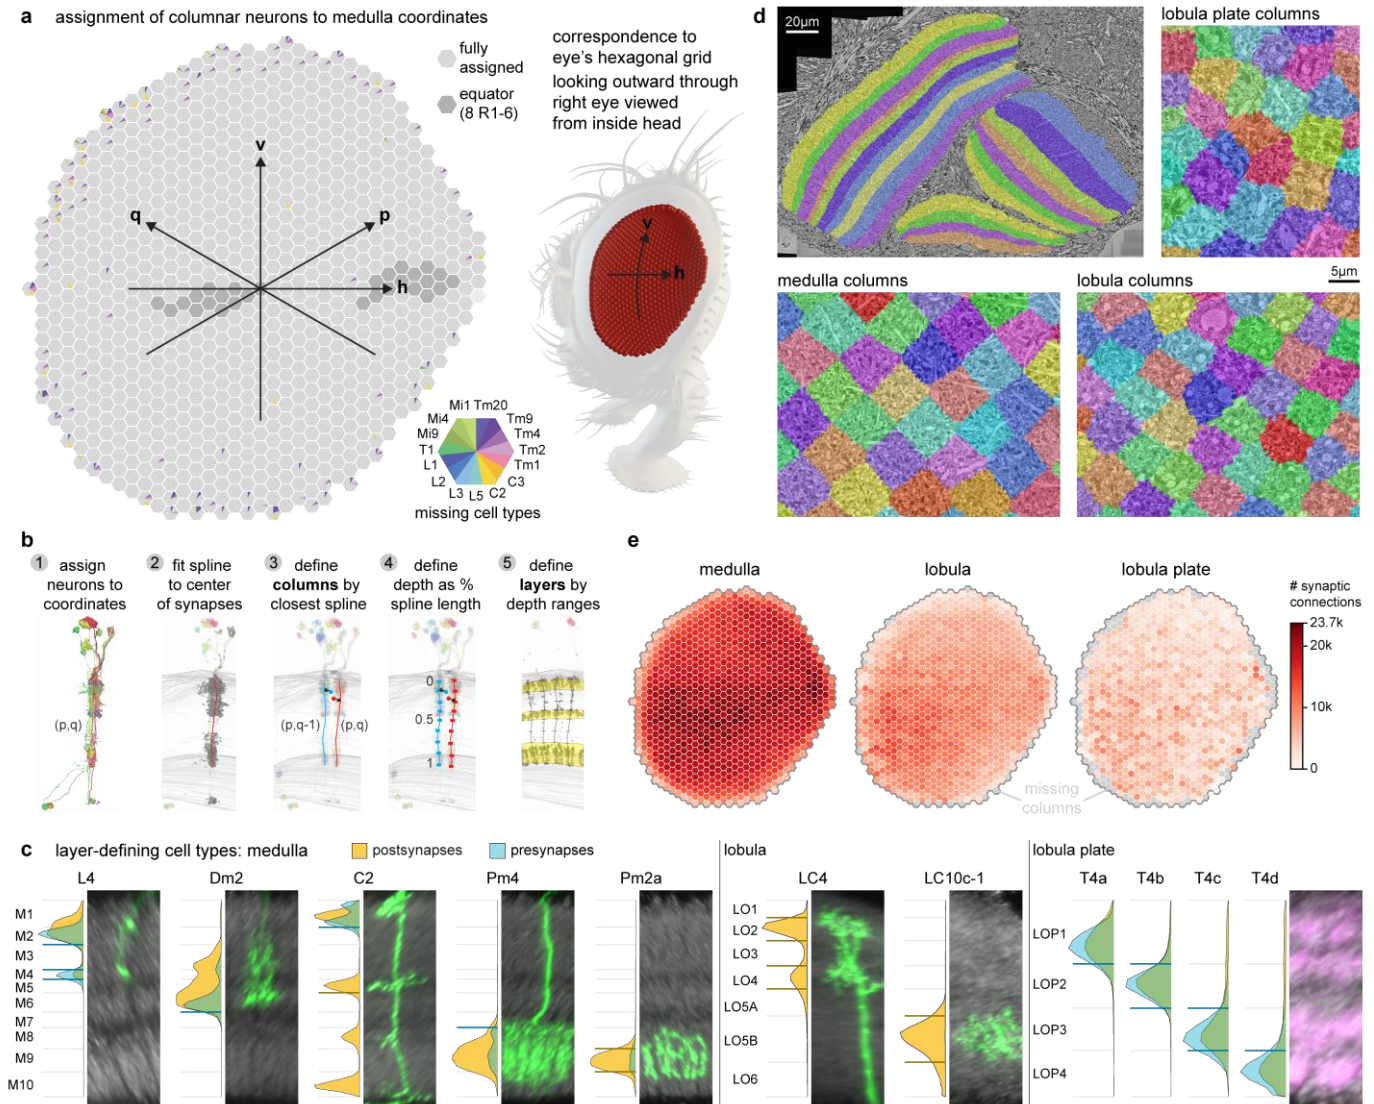 a assignment of columnar neurons to medulla coordinates
fully
assigned
equator
(8 R1-6)
v
q
p
h
Mi1 Tm20
Mi4
Tm9
Mi9
Tm4
T1
Tm2
L1
Tm1
L2
C3
L3 L5 C2
missing cell types
correspondence to
eye's hexagonal grid
looking outward through
right eye viewed
from inside head
v
h
d
20µm
lobula plate columns
medulla columns
lobula columns
5µm
b
1 assign
neurons to
coordinates
(p,q)
2 fit spline
to center
of synapses
3 define
columns by
closest spline
(p,q-1)
(p,q)
4 define
depth as %
spline length
0
0.5
1
5 define
layers by
depth ranges
e
medulla
lobula
lobula plate
# synaptic
connections
23.7k
20k
10k
0
missing
columns
c layer-defining cell types: medulla
postsynapses
presynapses
L4
Dm2
C2
Pm4
Pm2a
M1
M2
M3
M4
M5
M6
M7
M8
M9
M10
lobula
LC4
LC10c-1
LO1
LO2
LO3
LO4
LO5A
LO5B
LO6
lobula plate
T4a
T4b
T4c
T4d
LOP1
LOP2
LOP3
LOP4